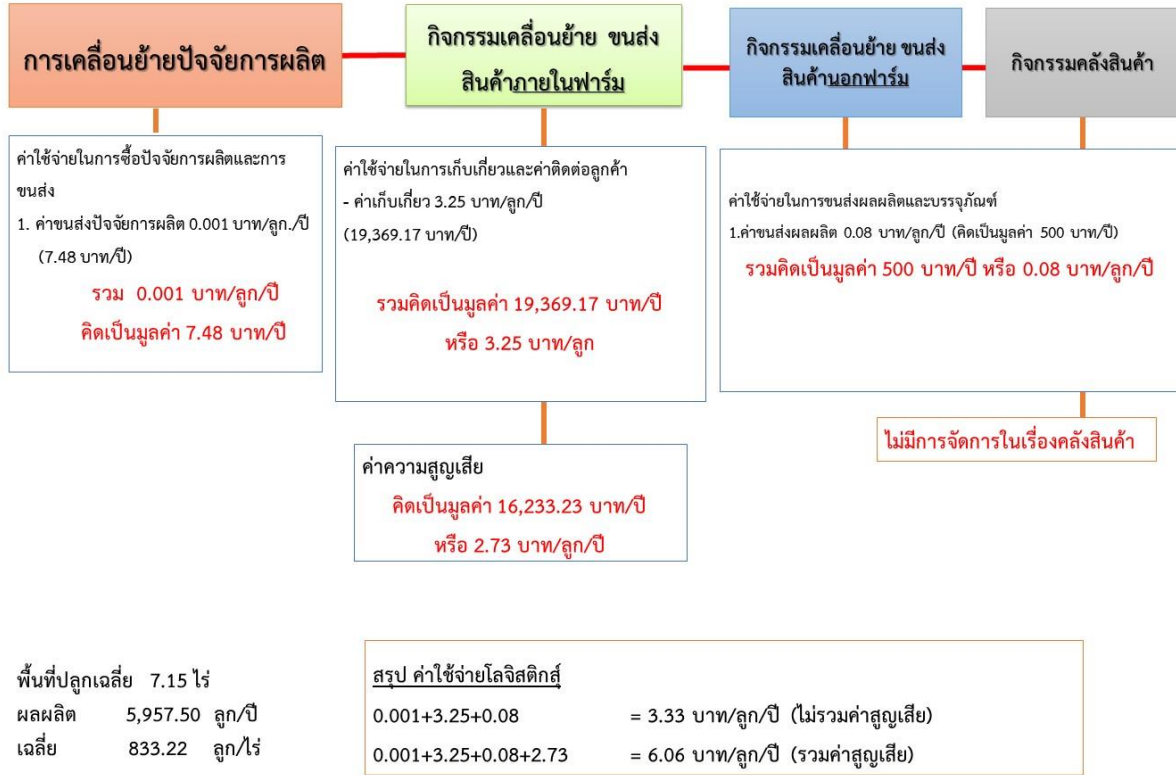 การเคลื่อนย้ายปัจจัยการผลิต
กิจกรรมเคลื่อนย้าย ขนส่ง
สินค้าภายในฟาร์ม
กิจกรรมเคลื่อนย้าย ขนส่ง
สินค้านอกฟาร์ม
กิจกรรมคลังสินค้า
ค่าใช้จ่ายในการซื้อปัจจัยการผลิตและการ
ขนส่ง
1. ค่าขนส่งปัจจัยการผลิต 0.001 บาท/ลูก./ปี
(7.48 บาท/ปี)
รวม 0.001 บาท/ลูก/ปี
คิดเป็นมูลค่า 7.48 บาท/ปี
ค่าใช้จ่ายในการเก็บเกี่ยวและค่าติดต่อลูกค้า
- ค่าเก็บเกี่ยว 3.25 บาท/ลูก/ปี
(19,369.17 บาท/ปี)
รวมคิดเป็นมูลค่า 19,369.17 บาท/ปี
หรือ 3.25 บาท/ลูก
ค่าใช้จ่ายในการขนส่งผลผลิตและบรรจุภัณฑ์
1.ค่าขนส่งผลผลิต 0.08 บาท/ลูก/ปี (คิดเป็นมูลค่า 500 บาท/ปี)
รวมคิดเป็นมูลค่า 500 บาท/ปี หรือ 0.08 บาท/ลูก/ปี
ไม่มีการจัดการในเรื่องคลังสินค้า
ค่าความสูญเสีย
คิดเป็นมูลค่า 16,233.23 บาท/ปี
หรือ 2.73 บาท/ลูก/ปี
พื้นที่ปลูกเฉลี่ย 7.15 ไร่
ผลผลิต 5,957.50 ลูก/ปี
เฉลี่ย 833.22 ลูก/ไร่
สรุป ค่าใช้จ่ายโลจิสติกส์
0.001+3.25+0.08 = 3.33 บาท/ลูก/ปี (ไม่รวมค่าสูญเสีย)
0.001+3.25+0.08+2.73 = 6.06 บาท/ลูก/ปี (รวมค่าสูญเสีย)